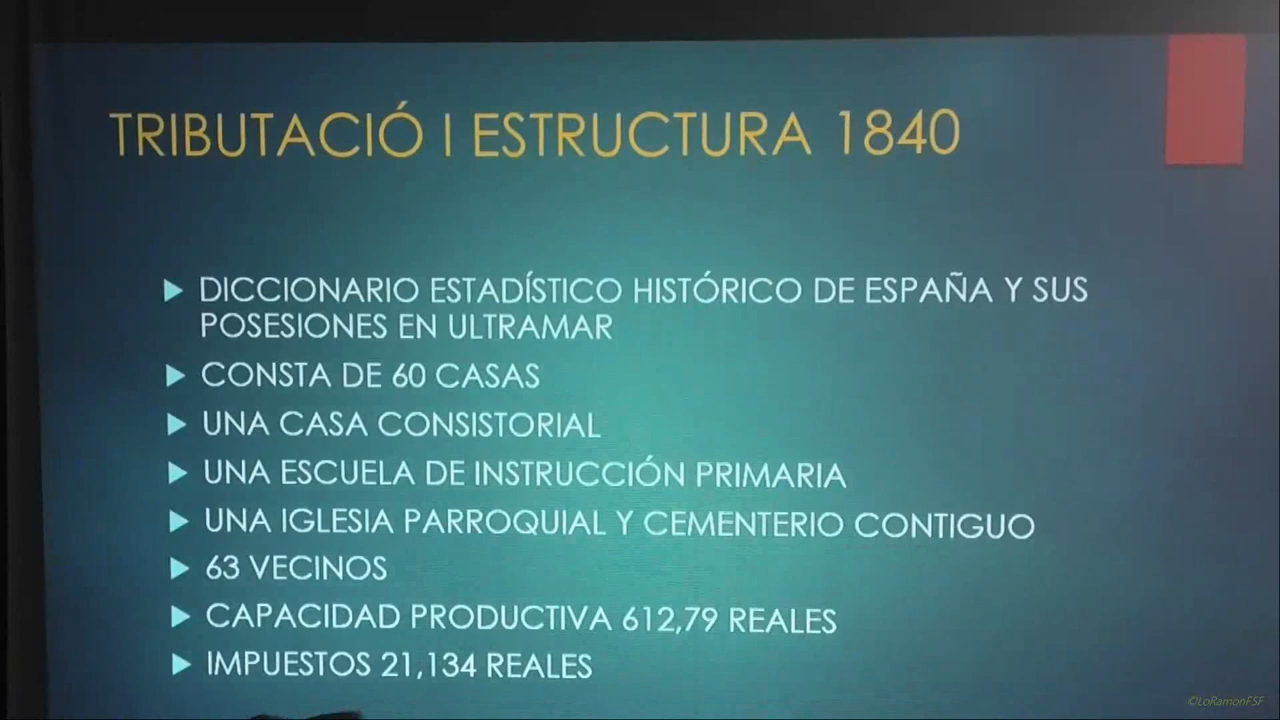 TRIBUTACIÓ I ESTRUCTURA 1840
DICCIONARIO ESTADÍSTICO HISTÓRICO DE ESPAÑA Y SUS
POSESIONES EN ULTRAMAR
CONSTA DE 60 CASAS
UNA CASA CONSISTORIAL
UNA ESCUELA DE INSTRUCCIÓN PRIMARIA
UNA IGLESIA PARROQUIAL Y CEMENTERIO CONTIGUO
63 VECINOS
CAPACIDAD PRODUCTIVA 612,79 REALES
IMPUESTOS 21,134 REALES
©LoRamonFSF